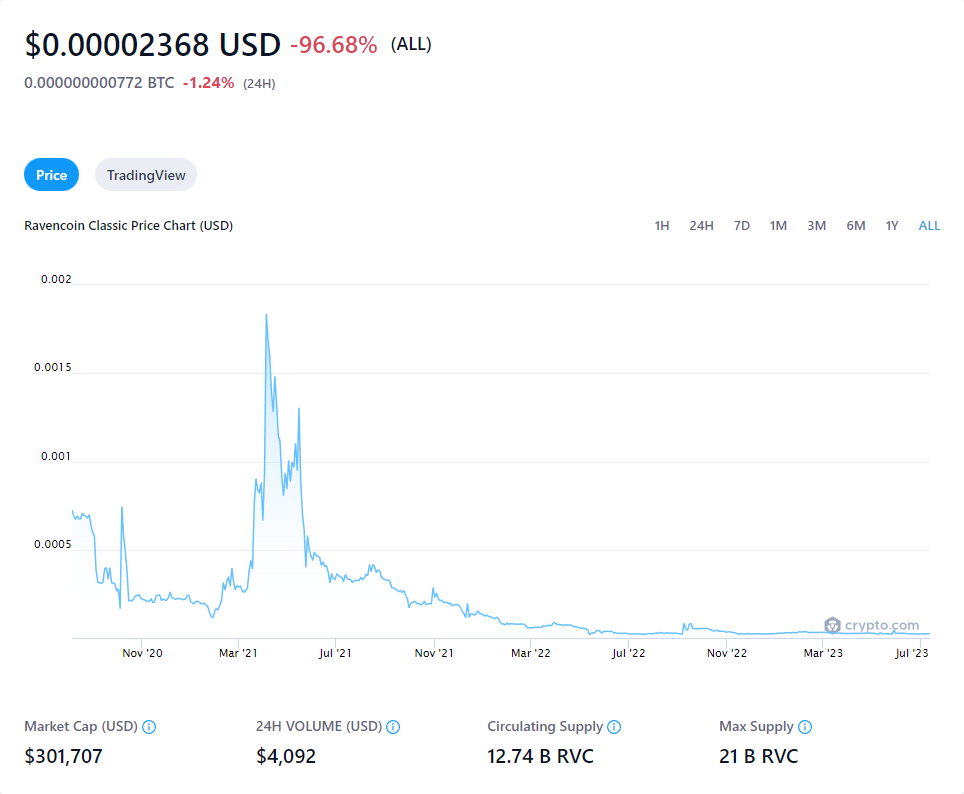 $0.00002368 USD -96.68% (ALL)
0.000000000772 BTC -1.24% (24H)
Price TradingView
Ravencoin Classic Price Chart (USD) 1H 24H 7D 1M 3M 6M 1Y ALL
0.002
0.0015
0.001
0.0005
crypto.com
Nov '20 Mar '21 Jul '21 Nov '21 Mar '22 Jul '22 Nov '22 Mar '23 Jul '23
Market Cap (USD) 24H VOLUME (USD) Circulating Supply Max Supply
$301,707 $4,092 12.74 B RVC 21 B RVC